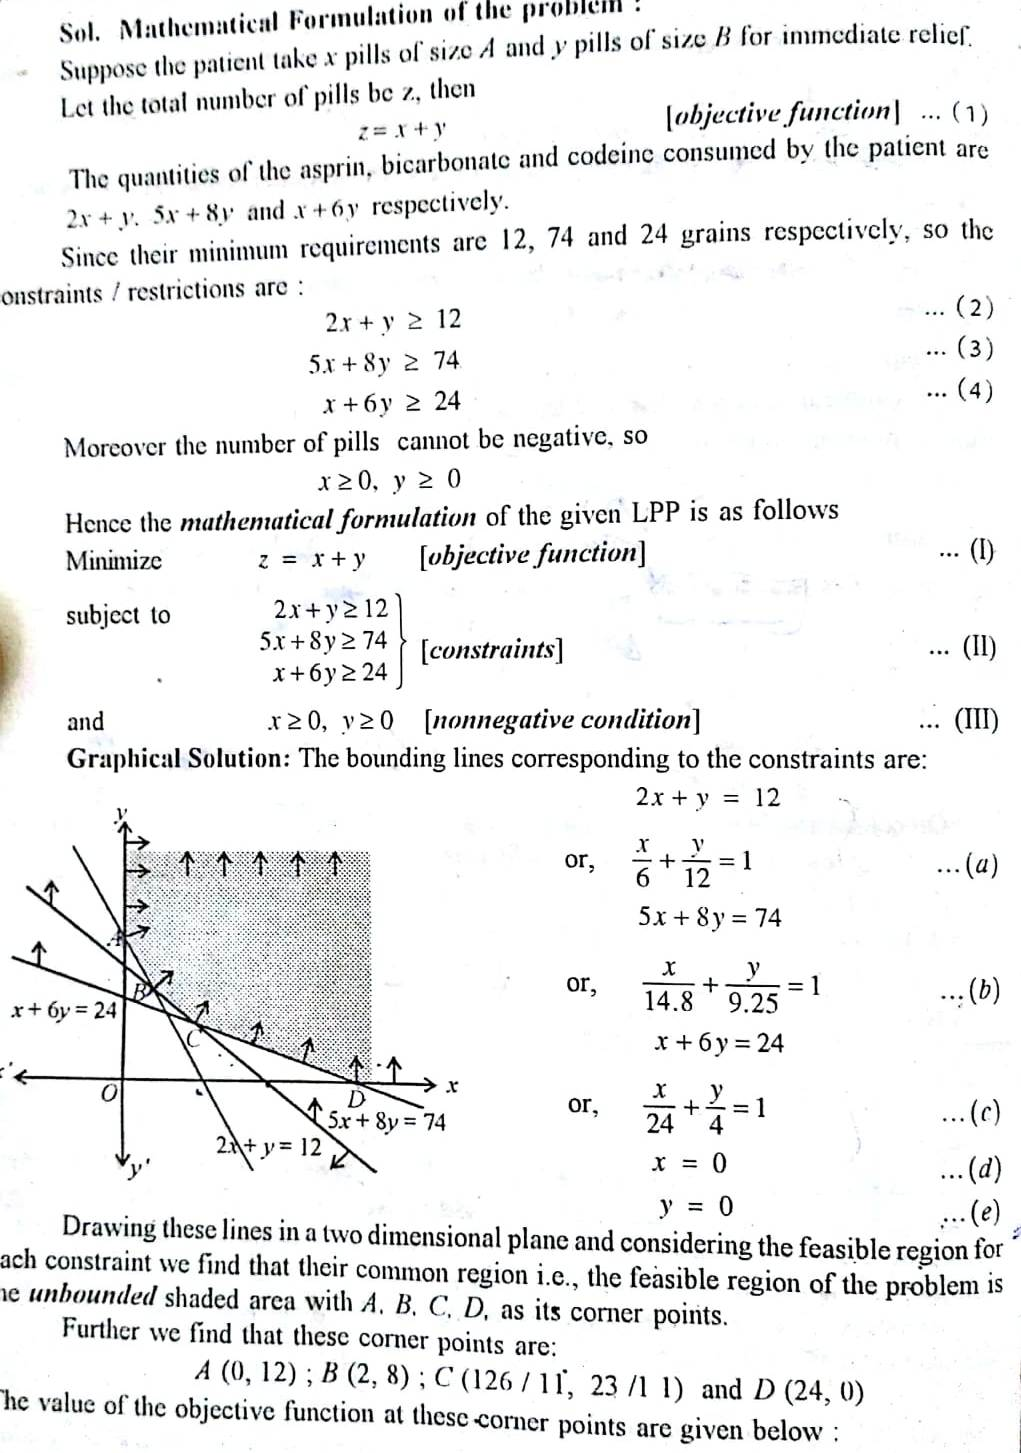 Sol. Mathematical Formulation of the problem :
Suppose the patient take x pills of size A and y pills of size B for immediate relief.
Let the total number of pills be z, then
z = x + y [objective function] ... (1)
The quantities of the asprin, bicarbonate and codeine consumed by the patient are
2x + y. 5x + 8y and x + 6y respectively.
Since their minimum requirements are 12, 74 and 24 grains respectively, so the
onstraints / restrictions are :
2x + y ≥ 12 ... (2)
5x + 8y ≥ 74 ... (3)
x + 6y ≥ 24 ... (4)
Moreover the number of pills cannot be negative, so
x ≥ 0, y ≥ 0
Hence the mathematical formulation of the given LPP is as follows
Minimize z = x + y [objective function] ... (I)
subject to 2x + y ≥ 12
5x + 8y ≥ 74 [constraints] ... (II)
x + 6y ≥ 24
and x ≥ 0, y ≥ 0 [nonnegative condition] ... (III)
Graphical Solution: The bounding lines corresponding to the constraints are:
2x + y = 12
or, x/6 + y/12 = 1 ...(a)
5x + 8y = 74
or, x/14.8 + y/9.25 = 1 ...(b)
x + 6y = 24
or, x/24 + y/4 = 1 ...(c)
x = 0 ...(d)
y = 0 ...(e)
y
A
B
x + 6y = 24
C
O
D
x
5x + 8y = 74
2x + y = 12
y'
Drawing these lines in a two dimensional plane and considering the feasible region for
ach constraint we find that their common region i.e., the feasible region of the problem is
he unbounded shaded area with A, B, C, D, as its corner points.
Further we find that these corner points are:
A (0, 12) ; B (2, 8) ; C (126 / 11, 23 /1 1) and D (24, 0)
The value of the objective function at these corner points are given below :